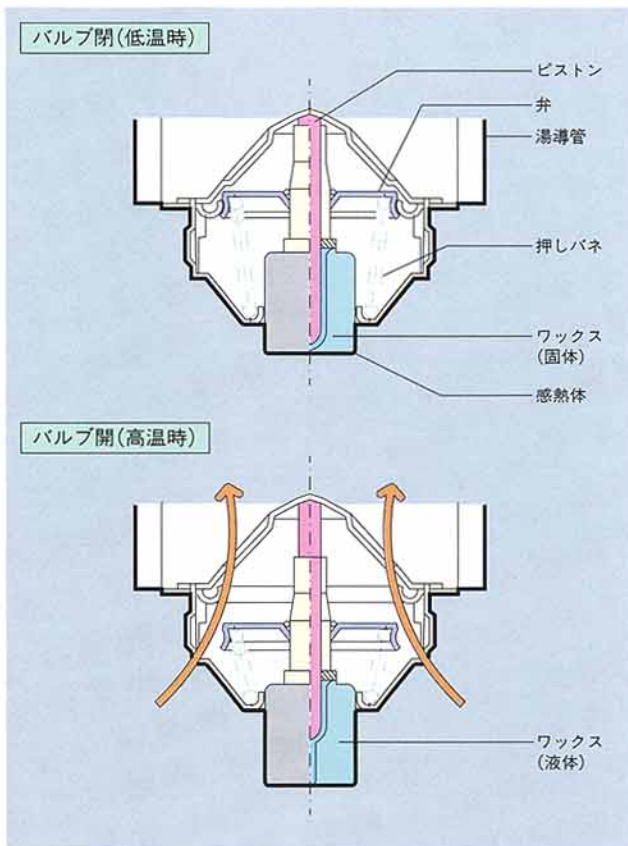 バルブ閉(低温時)
ピストン
弁
湯導管
押しバネ
ワックス
(固体)
感熱体
バルブ開(高温時)
ワックス
(液体)